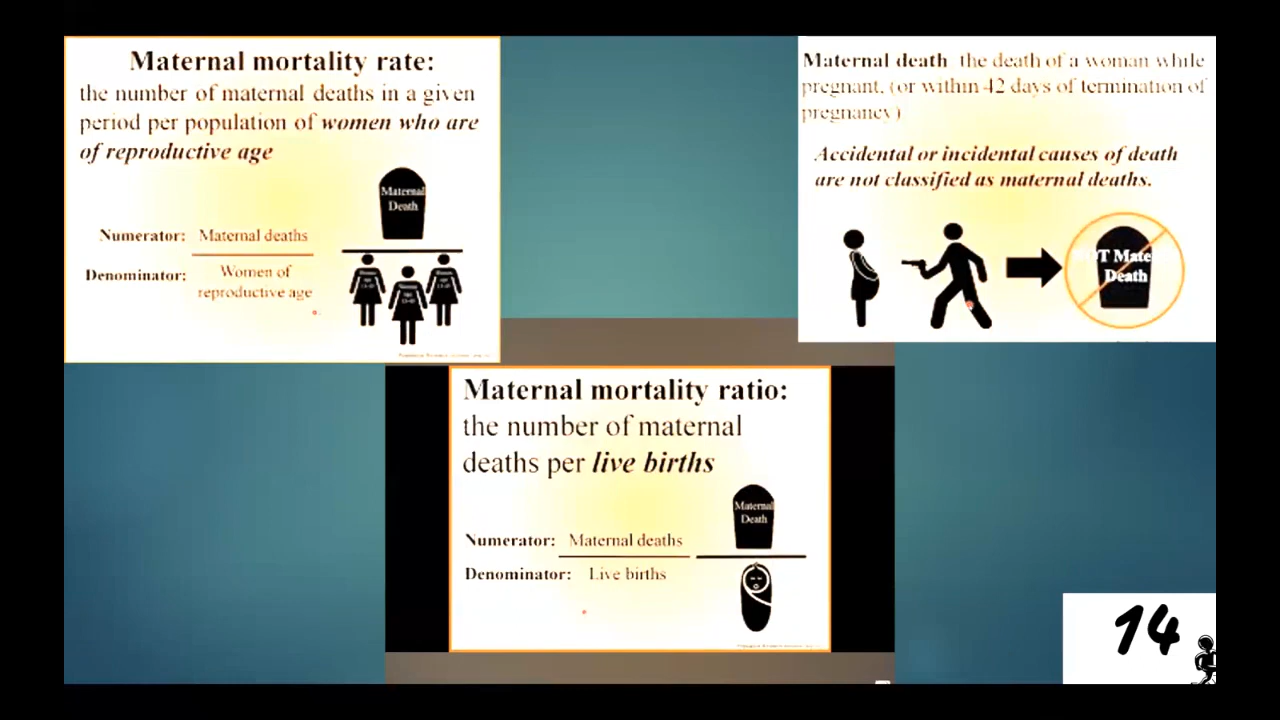 Maternal mortality rate:
the number of maternal deaths in a given
period per population of women who are
of reproductive age
Maternal
Death
Numerator: Maternal deaths
Denominator: Women of
reproductive age
Maternal death the death of a woman while
pregnant, (or within 42 days of termination of
pregnancy)
Accidental or incidental causes of death
are not classified as maternal deaths.
Death
Maternal mortality ratio:
the number of maternal
deaths per live births
Maternal
Death
Numerator: Maternal deaths
Denominator: Live births
14